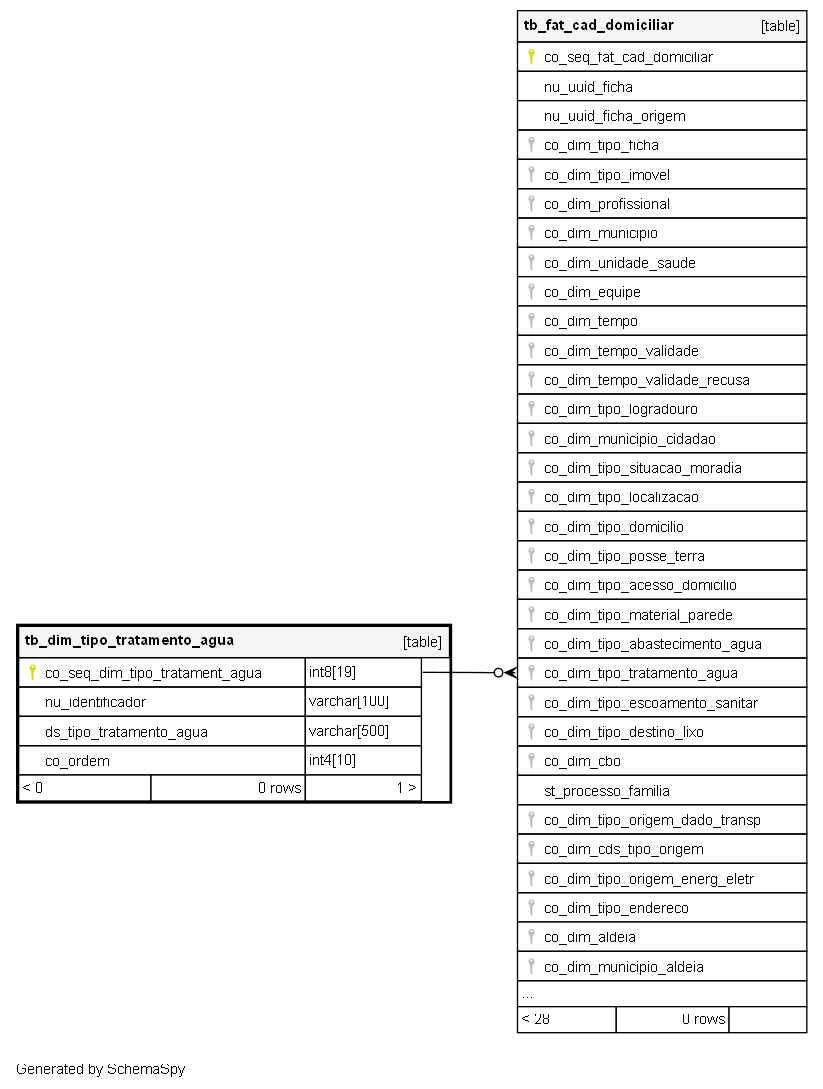 tb_fat_cad_domiciliar [table]
co_seq_fat_cad_domiciliar
nu_uuid_ficha
nu_uuid_ficha_origem
co_dim_tipo_ficha
co_dim_tipo_imovel
co_dim_profissional
co_dim_municipio
co_dim_unidade_saude
co_dim_equipe
co_dim_tempo
co_dim_tempo_validade
co_dim_tempo_validade_recusa
co_dim_tipo_logradouro
co_dim_municipio_cidadao
co_dim_tipo_situacao_moradia
co_dim_tipo_localizacao
co_dim_tipo_domicilio
co_dim_tipo_posse_terra
co_dim_tipo_acesso_domicilio
co_dim_tipo_material_parede
co_dim_tipo_abastecimento_agua
co_dim_tipo_tratamento_agua
co_dim_tipo_escoamento_sanitar
co_dim_tipo_destino_lixo
co_dim_cbo
st_processo_familia
co_dim_tipo_origem_dado_transp
co_dim_cds_tipo_origem
co_dim_tipo_origem_energ_eletr
co_dim_tipo_endereco
co_dim_aldeia
co_dim_municipio_aldeia
...
< 28 0 rows
tb_dim_tipo_tratamento_agua [table]
co_seq_dim_tipo_tratament_agua int8[19]
nu_identificador varchar[100]
ds_tipo_tratamento_agua varchar[500]
co_ordem int4[10]
< 0 0 rows 1 >
Generated by SchemaSpy